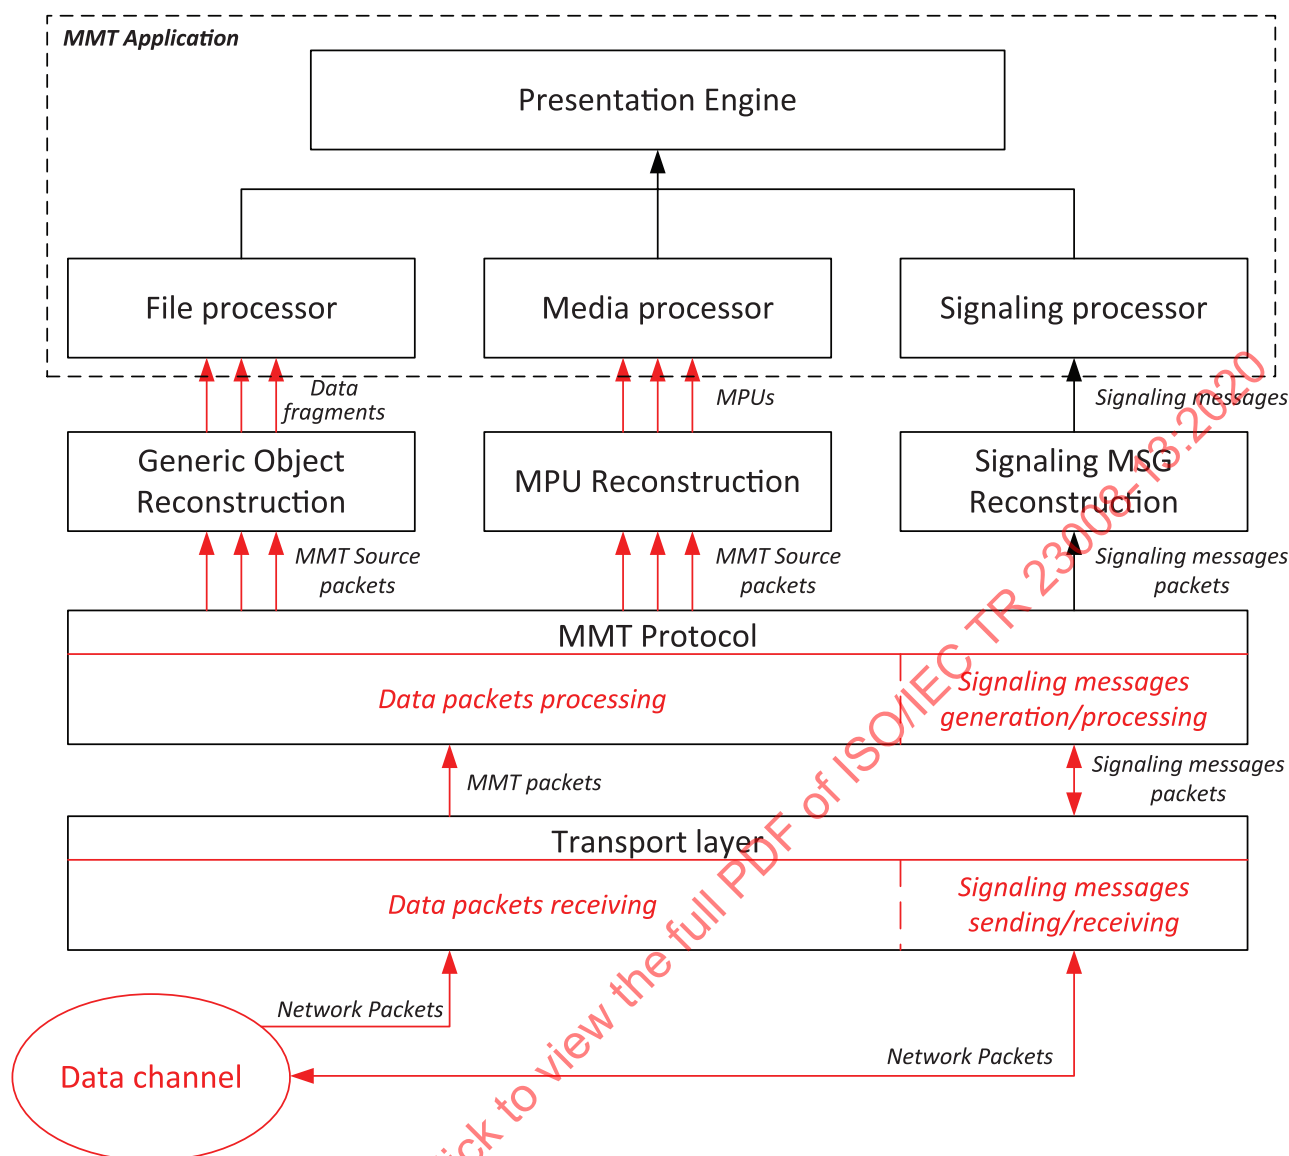 MMT Application
Presentation Engine
File processor
Media processor
Signaling processor
Data
fragments
MPUs
Signaling messages
Generic Object
Reconstruction
MPU Reconstruction
Signaling MSG
Reconstruction
MMT Source
packets
MMT Source
packets
Signaling messages
packets
MMT Protocol
Data packets processing
Signaling messages
generation/processing
MMT packets
Signaling messages
packets
Transport layer
Data packets receiving
Signaling messages
sending/receiving
Network Packets
Network Packets
Data channel
to view the full PDF of ISO/IEC TR 23008-13:2020